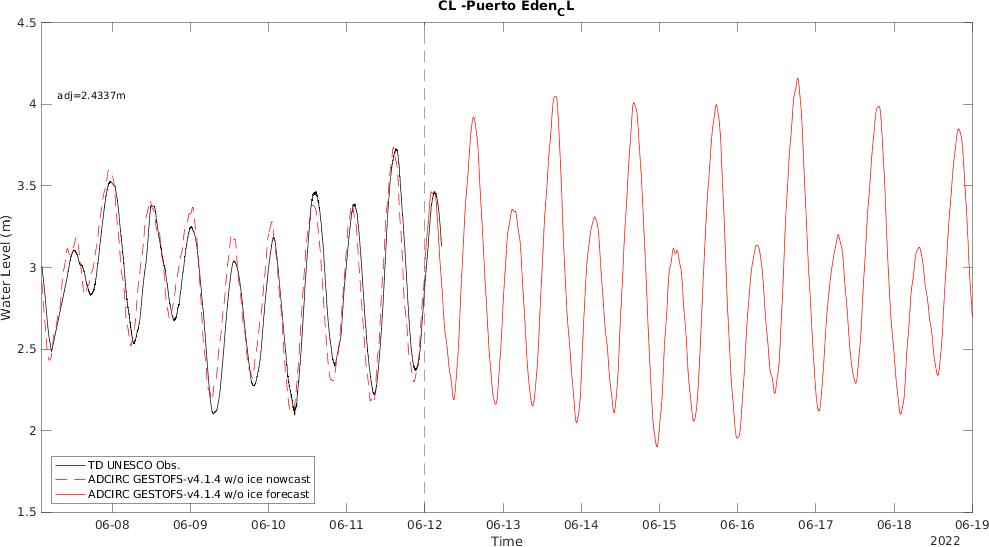 CL -Puerto Eden_CL
4.5
4
3.5
3
2.5
2
1.5
Water Level (m)
adj=2.4337m
TD UNESCO Obs.
ADCIRC GESTOFS-v4.1.4 w/o ice nowcast
ADCIRC GESTOFS-v4.1.4 w/o ice forecast
06-08 06-09 06-10 06-11 06-12 06-13 06-14 06-15 06-16 06-17 06-18 06-19
Time
2022